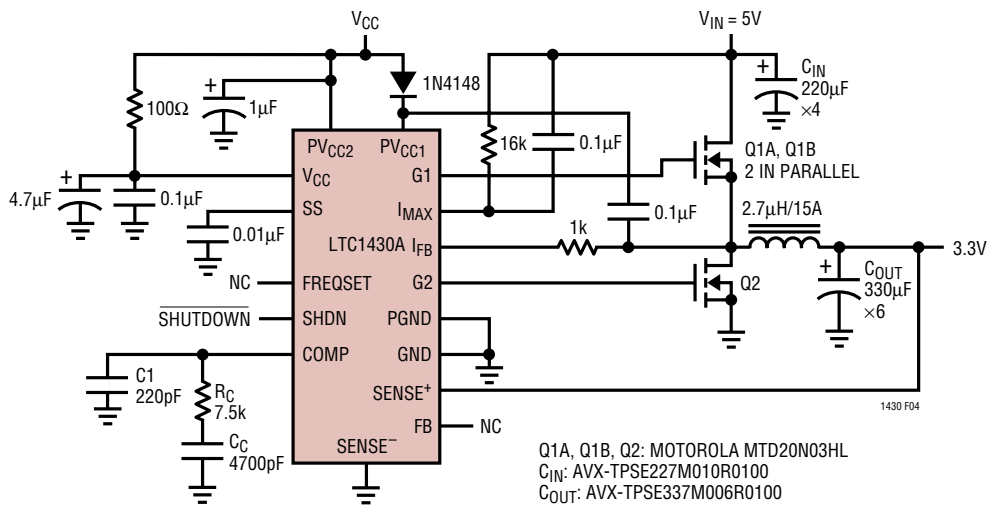 VCC
VIN = 5V
1N4148
+
CIN
220µF
×4
100Ω
+
1µF
PVCC2
PVCC1
16k
0.1µF
Q1A, Q1B
2 IN PARALLEL
VCC
G1
+
4.7µF
0.1µF
SS
IMAX
0.1µF
2.7µH/15A
0.01µF
1k
LTC1430A
IFB
3.3V
NC
FREQSET
G2
Q2
+
COUT
330µF
×6
SHUTDOWN
SHDN
PGND
COMP
GND
C1
220pF
RC
7.5k
SENSE+
1430 F04
FB
NC
CC
4700pF
SENSE−
Q1A, Q1B, Q2: MOTOROLA MTD20N03HL
CIN: AVX-TPSE227M010R0100
COUT: AVX-TPSE337M006R0100